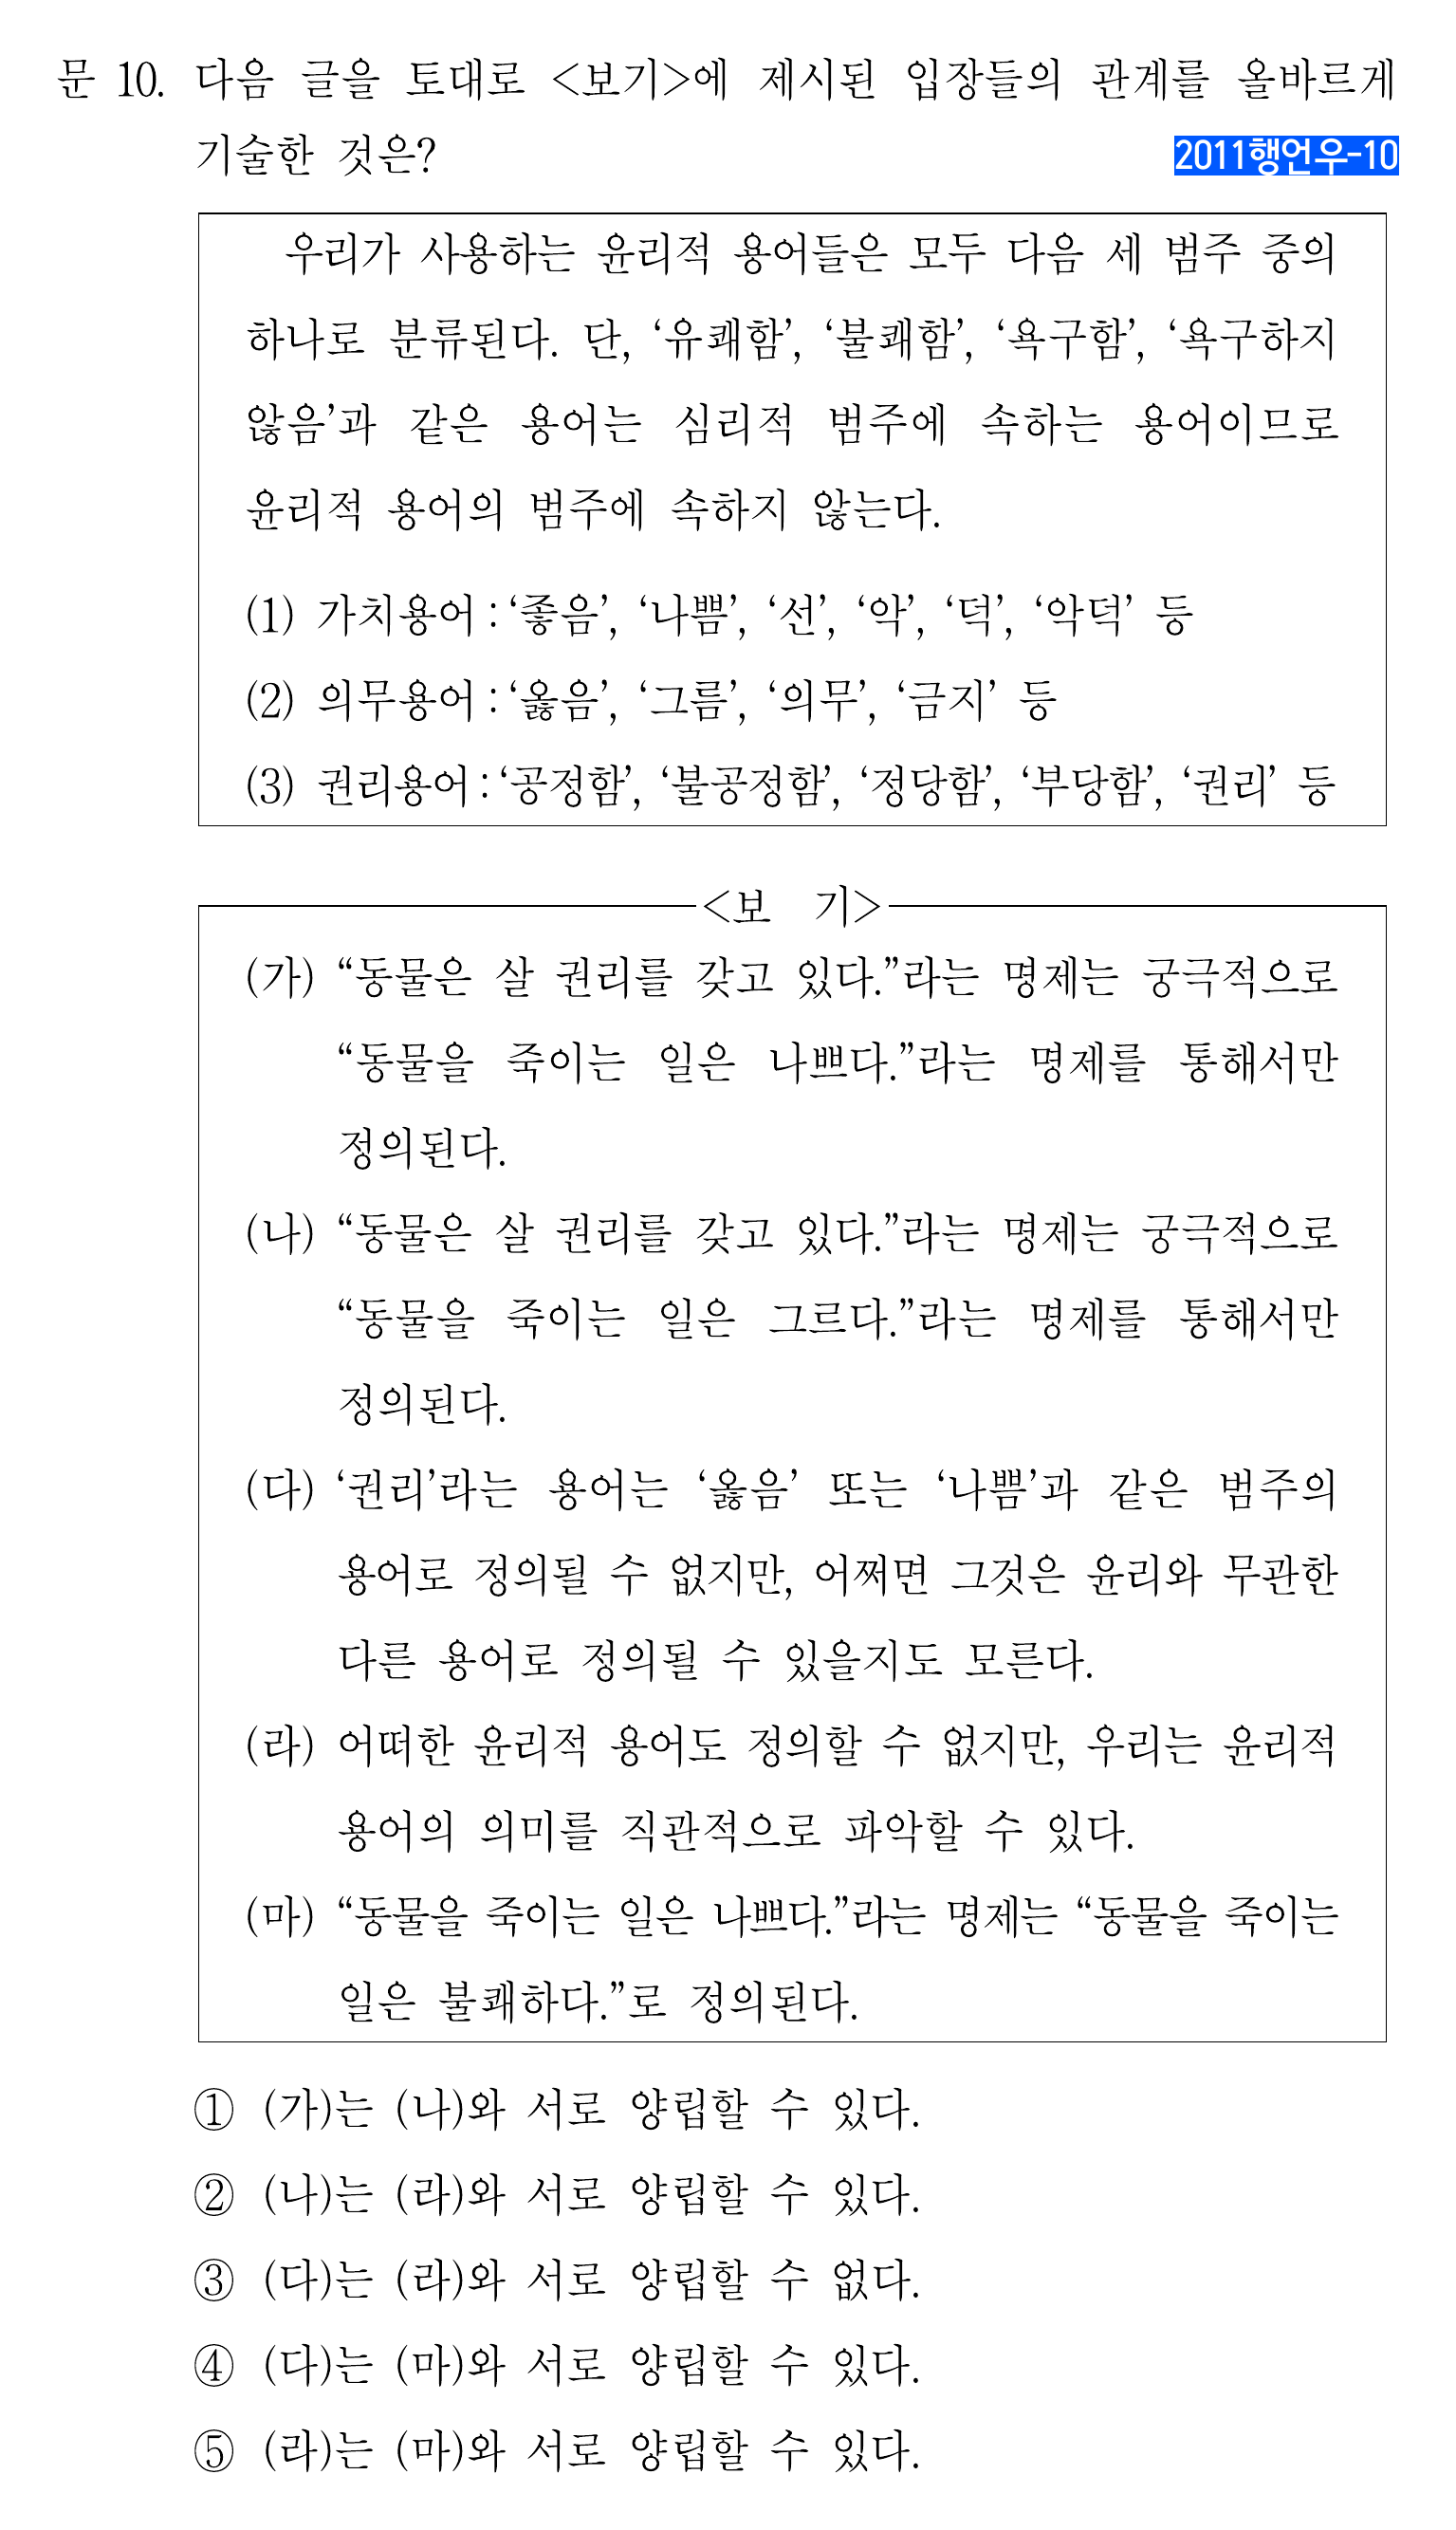 문 10. 다음 글을 토대로 <보기>에 제시된 입장들의 관계를 올바르게
기술한 것은?
2011행언우-10
우리가 사용하는 윤리적 용어들은 모두 다음 세 범주 중의
하나로 분류된다. 단, ‘유쾌함’, ‘불쾌함’, ‘욕구함’, ‘욕구하지
않음’과 같은 용어는 심리적 범주에 속하는 용어이므로
윤리적 용어의 범주에 속하지 않는다.
(1) 가치용어 : ‘좋음’, ‘나쁨’, ‘선’, ‘악’, ‘덕’, ‘악덕’ 등
(2) 의무용어 : ‘옳음’, ‘그름’, ‘의무’, ‘금지’ 등
(3) 권리용어 : ‘공정함’, ‘불공정함’, ‘정당함’, ‘부당함’, ‘권리’ 등
<보 기>
(가) “동물은 살 권리를 갖고 있다.”라는 명제는 궁극적으로
“동물을 죽이는 일은 나쁘다.”라는 명제를 통해서만
정의된다.
(나) “동물은 살 권리를 갖고 있다.”라는 명제는 궁극적으로
“동물을 죽이는 일은 그르다.”라는 명제를 통해서만
정의된다.
(다) ‘권리’라는 용어는 ‘옳음’ 또는 ‘나쁨’과 같은 범주의
용어로 정의될 수 없지만, 어쩌면 그것은 윤리와 무관한
다른 용어로 정의될 수 있을지도 모른다.
(라) 어떠한 윤리적 용어도 정의할 수 없지만, 우리는 윤리적
용어의 의미를 직관적으로 파악할 수 있다.
(마) “동물을 죽이는 일은 나쁘다.”라는 명제는 “동물을 죽이는
일은 불쾌하다.”로 정의된다.
① (가)는 (나)와 서로 양립할 수 있다.
② (나)는 (라)와 서로 양립할 수 있다.
③ (다)는 (라)와 서로 양립할 수 없다.
④ (다)는 (마)와 서로 양립할 수 있다.
⑤ (라)는 (마)와 서로 양립할 수 있다.